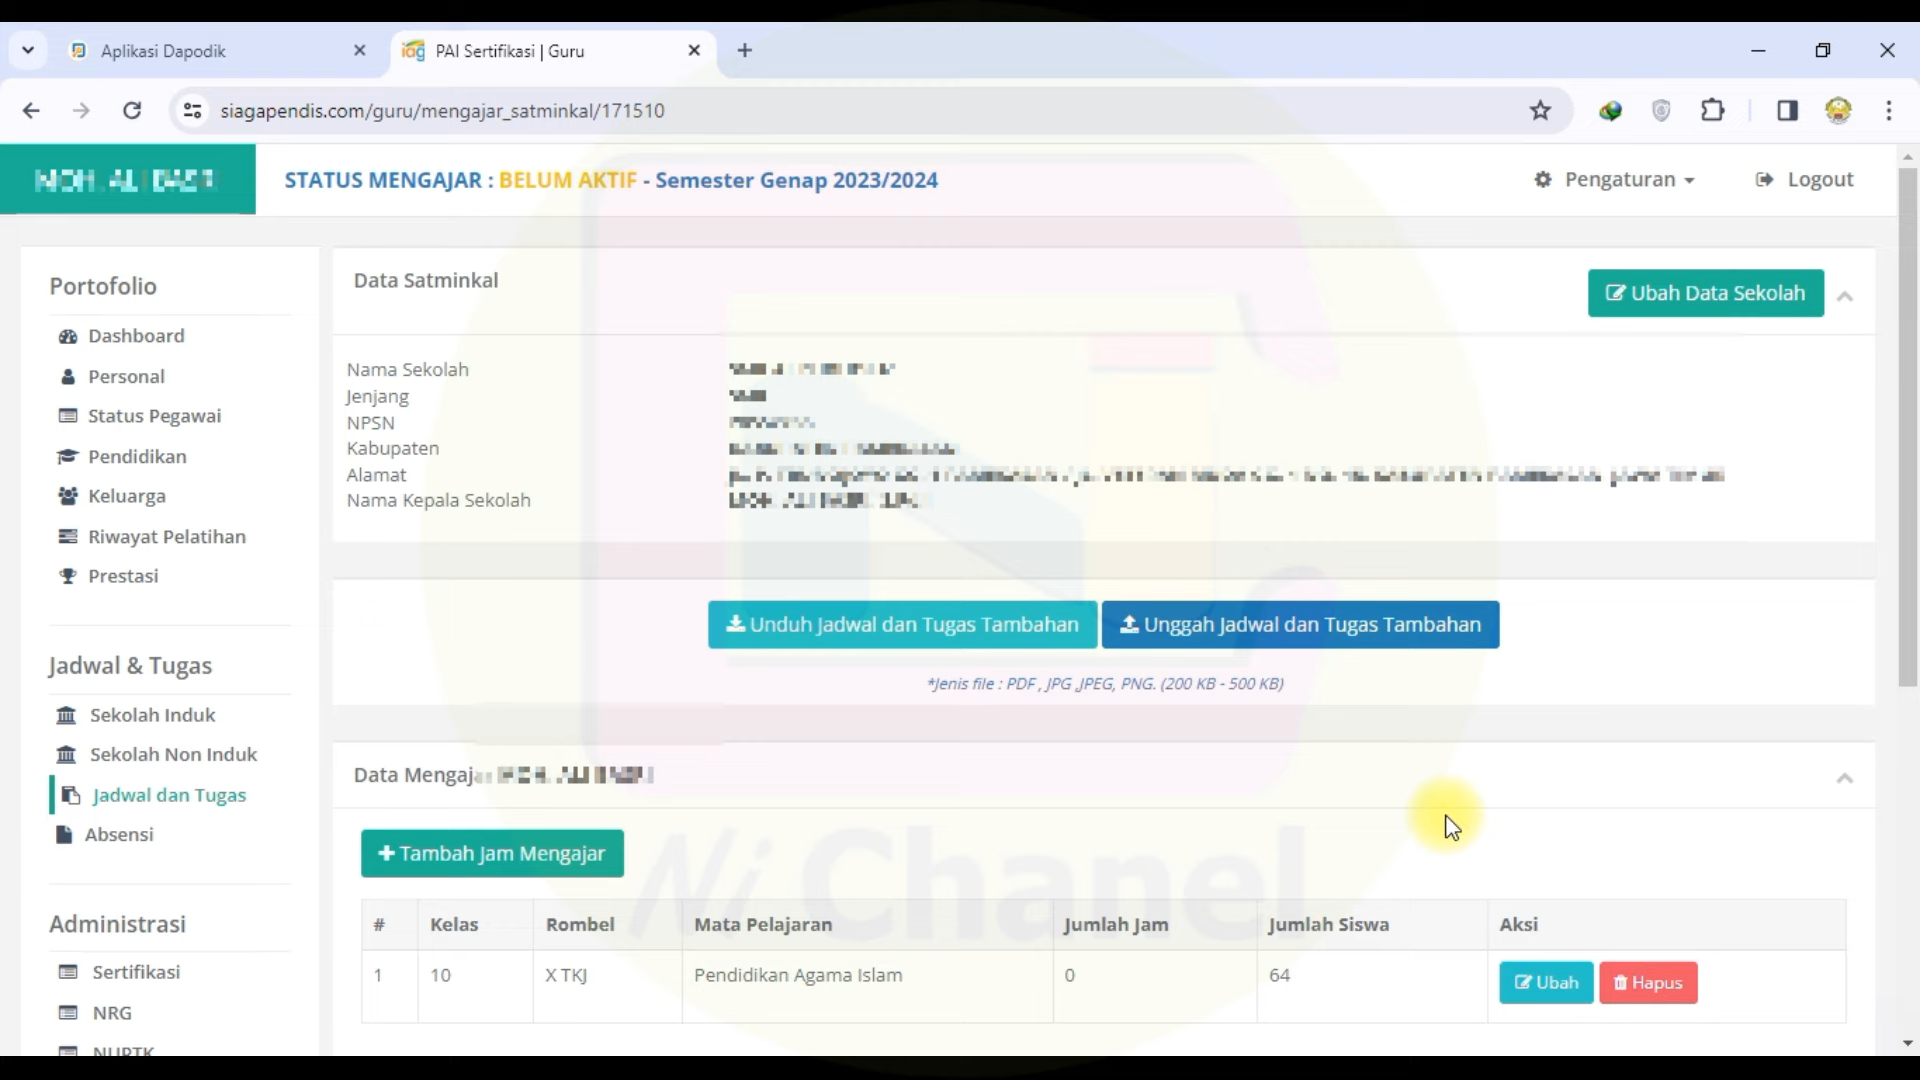 Aplikasi Dapodik
PAI Sertifikasi | Guru
siagapendis.com/guru/mengajar_satminkal/171510
STATUS MENGAJAR : BELUM AKTIF - Semester Genap 2023/2024
Pengaturan
Logout
Portofolio
Dashboard
Personal
Status Pegawai
Pendidikan
Keluarga
Riwayat Pelatihan
Prestasi
Jadwal & Tugas
Sekolah Induk
Sekolah Non Induk
Jadwal dan Tugas
Absensi
Administrasi
Sertifikasi
NRG
NUPTK
Data Satminkal
Ubah Data Sekolah
Nama Sekolah
Jenjang
NPSN
Kabupaten
Alamat
Nama Kepala Sekolah
Unduh Jadwal dan Tugas Tambahan
Unggah Jadwal dan Tugas Tambahan
*Jenis file : PDF , JPG ,JPEG, PNG. (200 KB - 500 KB)
Data Mengajar
+ Tambah Jam Mengajar
# Kelas Rombel Mata Pelajaran Jumlah Jam Jumlah Siswa Aksi
1 10 X TKJ Pendidikan Agama Islam 0 64 Ubah Hapus
Ni Chanel